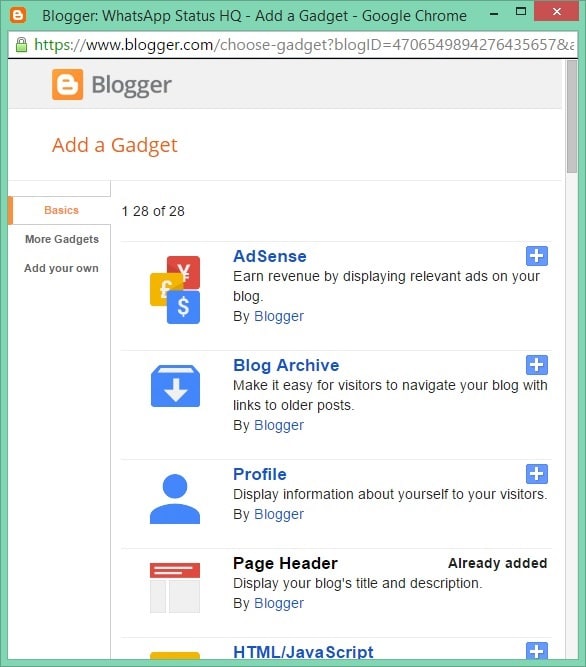 Blogger: WhatsApp Status HQ - Add a Gadget - Google Chrome
https://www.blogger.com/choose-gadget?blogID=4706549894276435657&a
Blogger
Add a Gadget
Basics
More Gadgets
Add your own
1 28 of 28
¥
£
$
AdSense
Earn revenue by displaying relevant ads on your
blog.
By Blogger
Blog Archive
Make it easy for visitors to navigate your blog with
links to older posts.
By Blogger
Profile
Display information about yourself to your visitors.
By Blogger
Page Header Already added
Display your blog's title and description.
By Blogger
HTML/JavaScript